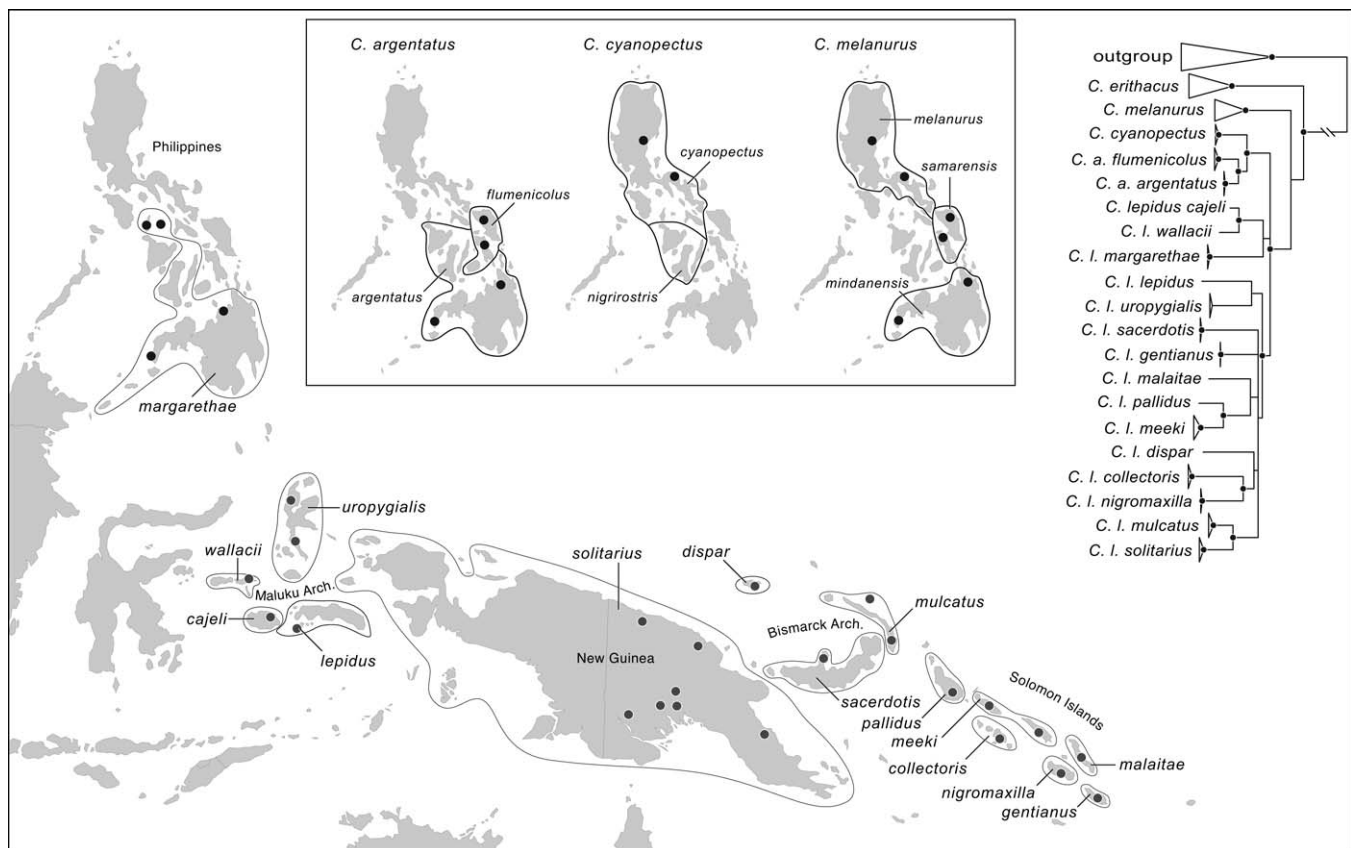 C. argentatus
C. cyanopectus
C. melanurus
flumenicolus
argentatus
cyanopectus
nigrirostris
melanurus
samarensis
mindanensis
Philippines
margarethae
uropygialis
wallacii
Maluku Arch.
cajeli
lepidus
solitarius
New Guinea
dispar
Bismarck Arch.
mulcatus
sacerdotis
pallidus
meeki
collectoris
Solomon Islands
malaitae
nigromaxilla
gentianus
outgroup
C. erithacus
C. melanurus
C. cyanopectus
C. a. flumenicolus
C. a. argentatus
C. lepidus cajeli
C. l. wallacii
C. l. margarethae
C. l. lepidus
C. l. uropygialis
C. l. sacerdotis
C. l. gentianus
C. l. malaitae
C. l. pallidus
C. l. meeki
C. l. dispar
C. l. collectoris
C. l. nigromaxilla
C. l. mulcatus
C. l. solitarius